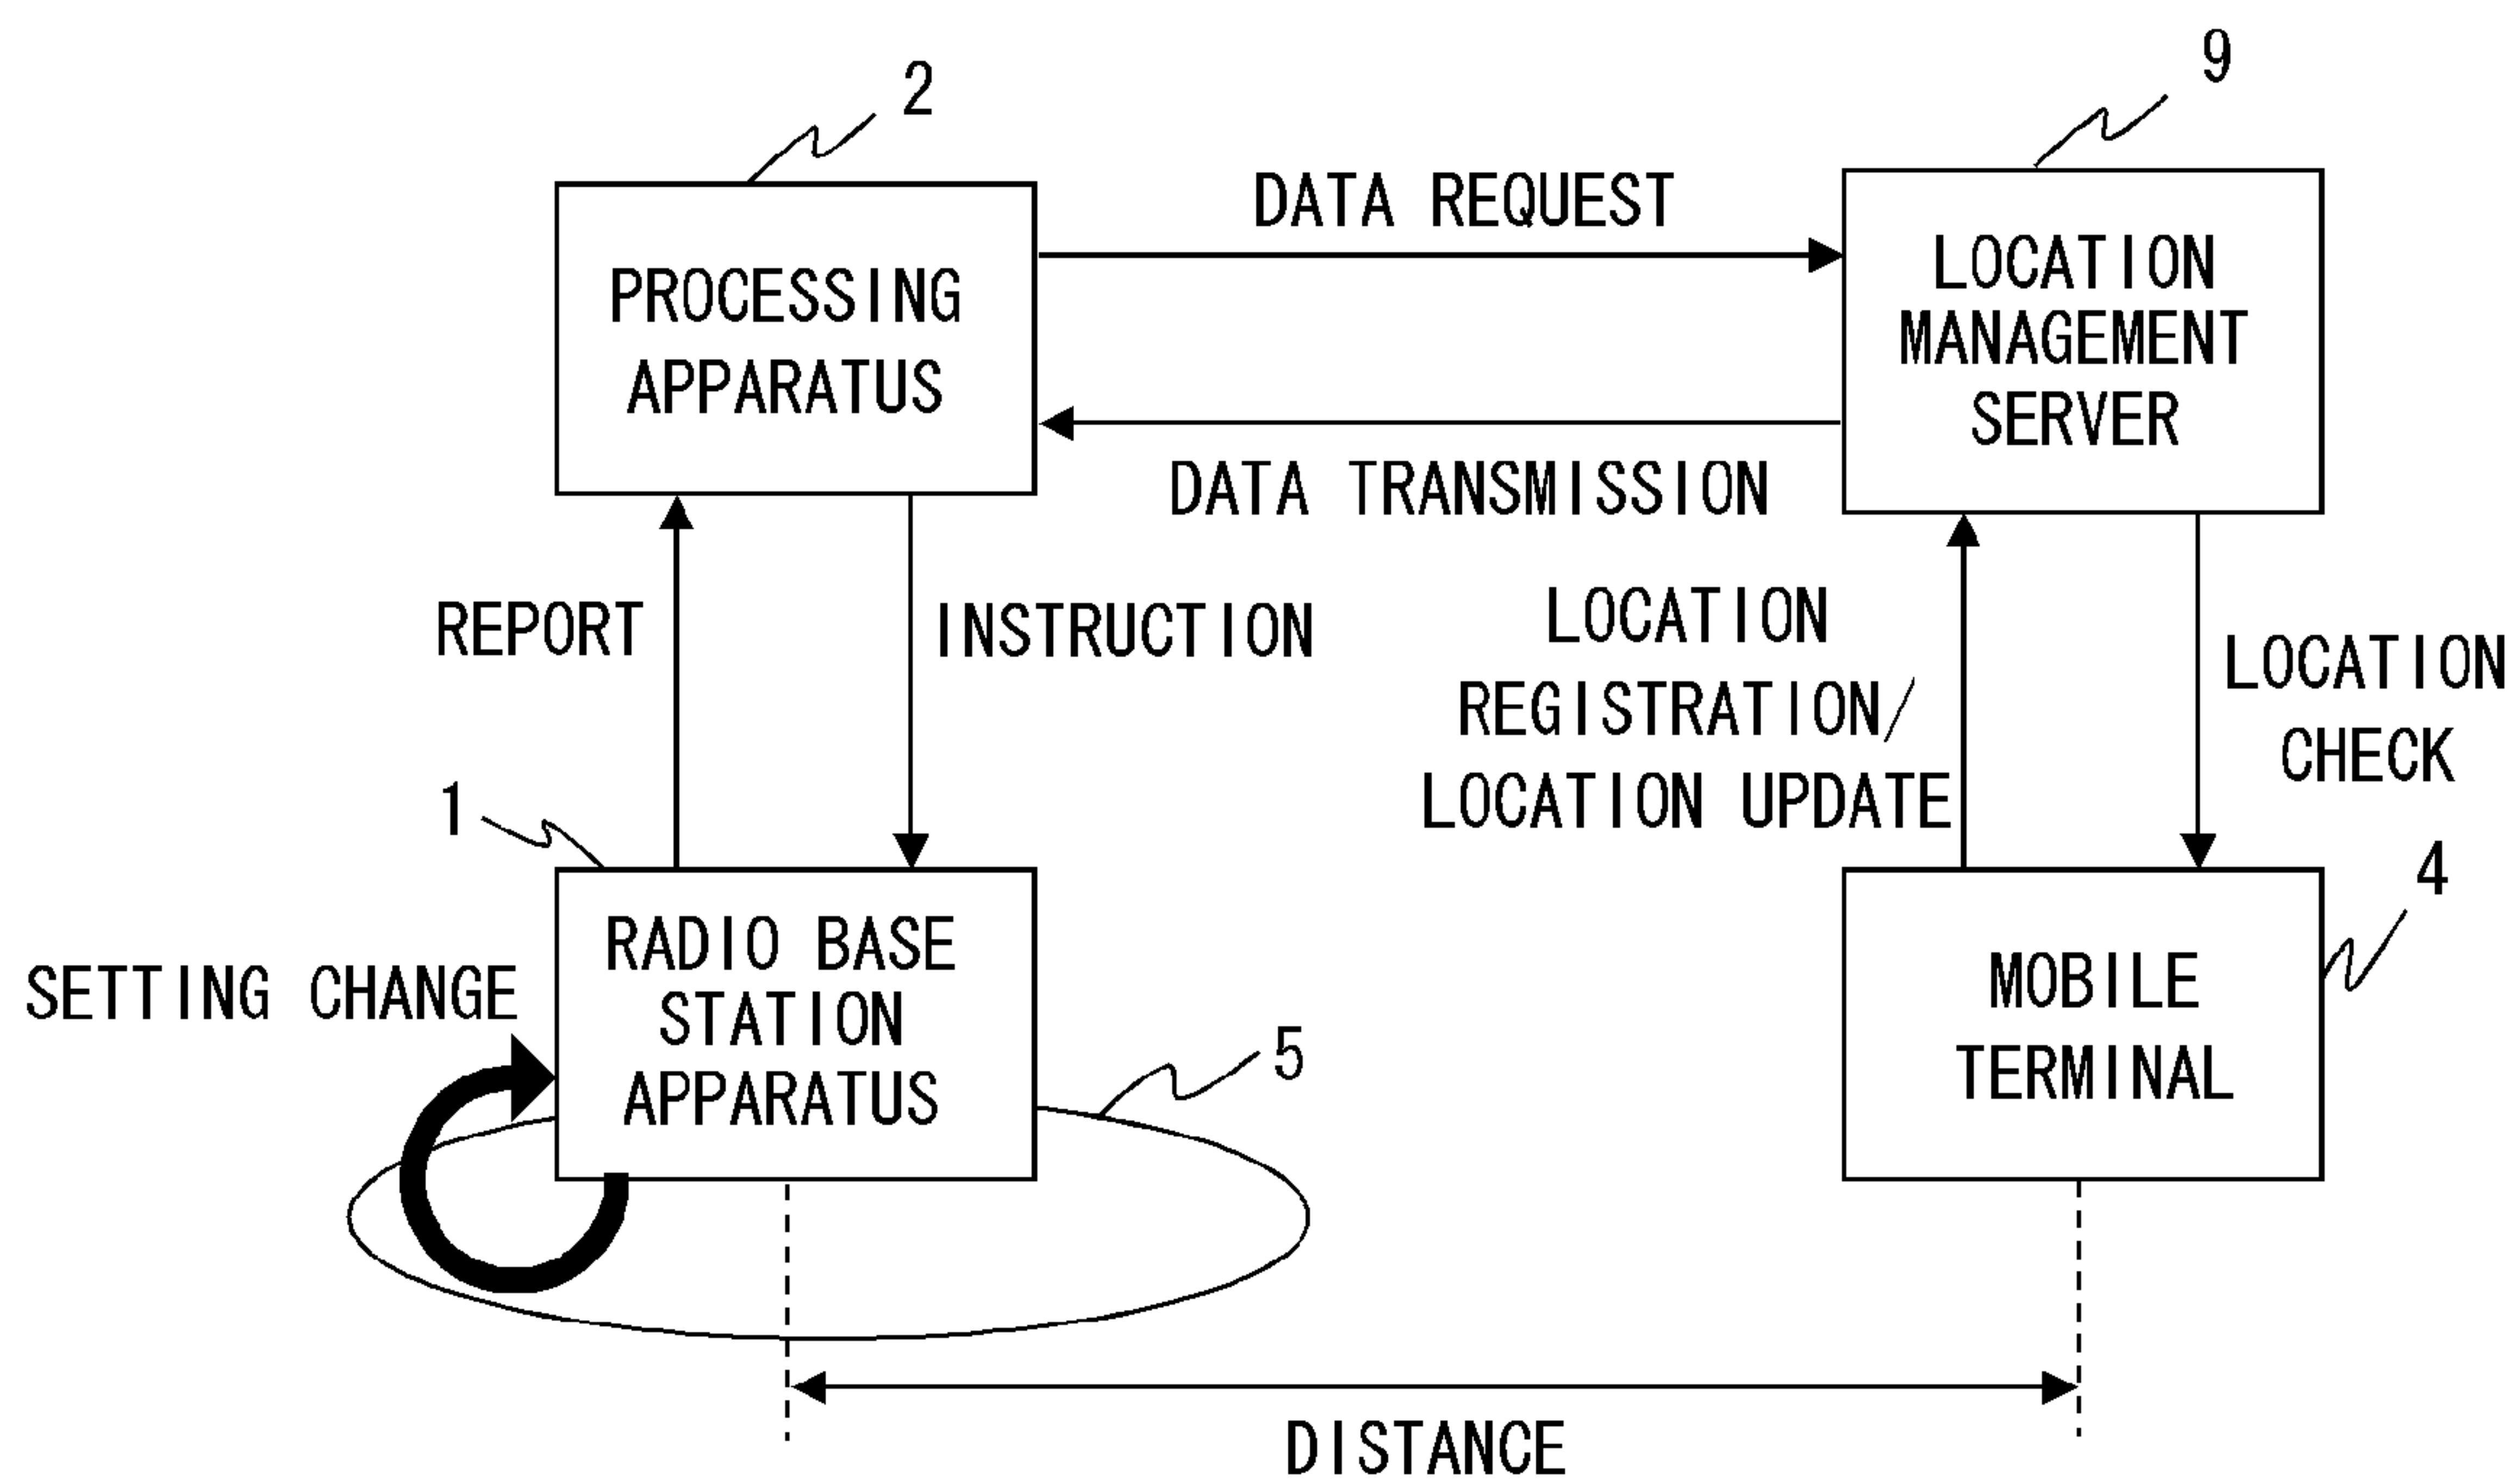 2
9
DATA REQUEST
PROCESSING
APPARATUS
LOCATION
MANAGEMENT
SERVER
DATA TRANSMISSION
REPORT
INSTRUCTION
LOCATION
REGISTRATION/
LOCATION UPDATE
LOCATION
CHECK
1
4
SETTING CHANGE
RADIO BASE
STATION
APPARATUS
5
MOBILE
TERMINAL
DISTANCE